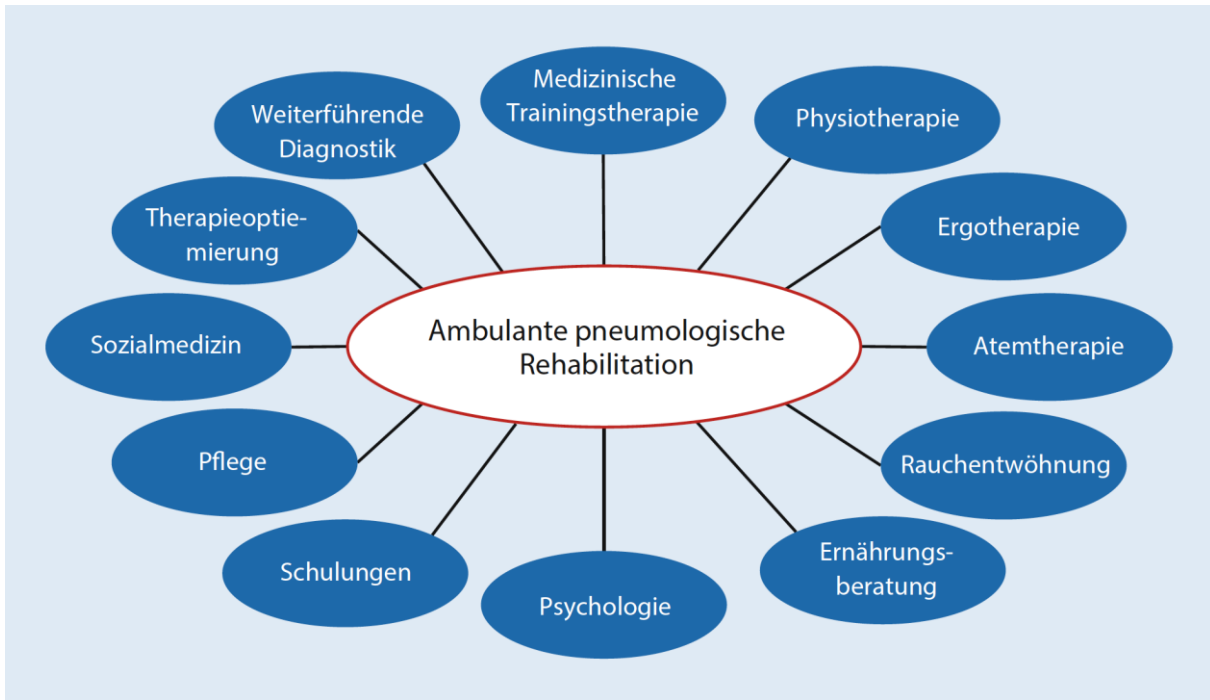 Medizinische
Trainingstherapie
Physiotherapie
Ergotherapie
Atemtherapie
Rauchentwöhnung
Ernährungs-
beratung
Psychologie
Schulungen
Pflege
Sozialmedizin
Therapieoptie-
mierung
Weiterführende
Diagnostik
Ambulante pneumologische
Rehabilitation